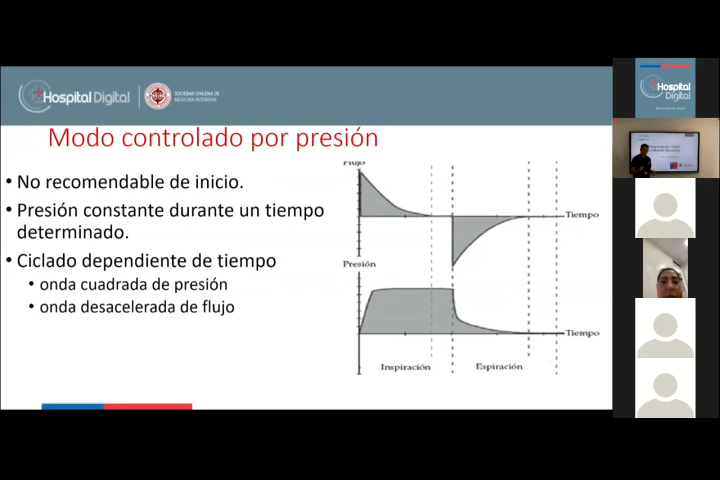 Hospital Digital
SOCIEDAD CHILENA DE
MEDICINA INTENSIVA
Modo controlado por presión
• No recomendable de inicio.
• Presión constante durante un tiempo
determinado.
• Ciclado dependiente de tiempo
• onda cuadrada de presión
• onda desacelerada de flujo
Flujo
Tiempo
Presión
Tiempo
Inspiración
Espiración
Hospital
Digital